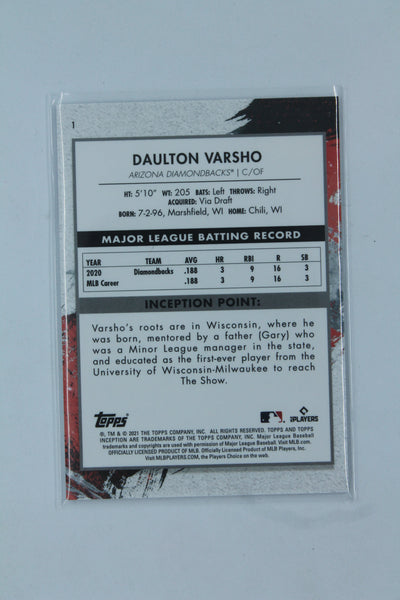 1
DAULTON VARSHO
ARIZONA DIAMONDBACKS® | C/OF
HT: 5'10" WT: 205 BATS: Left THROWS: Right
ACQUIRED: Via Draft
BORN: 7-2-96, Marshfield, WI HOME: Chili, WI
MAJOR LEAGUE BATTING RECORD
YEAR TEAM AVG HR RBI R SB
2020 Diamondbacks .188 3 9 16 3
MLB Career .188 3 9 16 3
INCEPTION POINT:
Varsho's roots are in Wisconsin, where he
was born, mentored by a father (Gary) who
was a Minor League manager in the state,
and educated as the first-ever player from the
University of Wisconsin-Milwaukee to reach
The Show.
Topps
PLAYERS
®, TM & © 2021 THE TOPPS COMPANY, INC. ALL RIGHTS RESERVED. TOPPS AND TOPPS
INCEPTION ARE TRADEMARKS OF THE TOPPS COMPANY, INC. Major League Baseball
trademarks and copyrights are used with permission of Major League Baseball. Visit MLB.com.
OFFICIALLY LICENSED PRODUCT OF MLB. Officially Licensed Product of MLB Players, Inc.
Visit MLBPLAYERS.com, the Players Choice on the web.